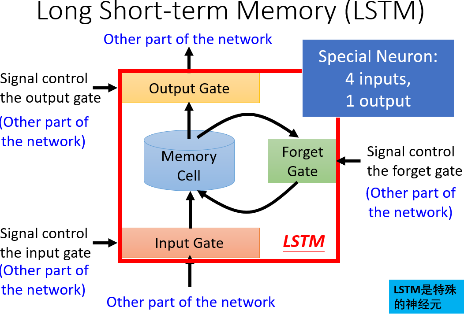 Long Short-term Memory (LSTM)
Other part of the network
Special Neuron:
4 inputs,
1 output
Signal control
the output gate
(Other part of
the network)
Output Gate
Memory
Cell
Forget
Gate
Signal control
the forget gate
(Other part of
the network)
Signal control
the input gate
(Other part of
the network)
Input Gate
LSTM
Other part of the network
LSTM是特殊
的神经元